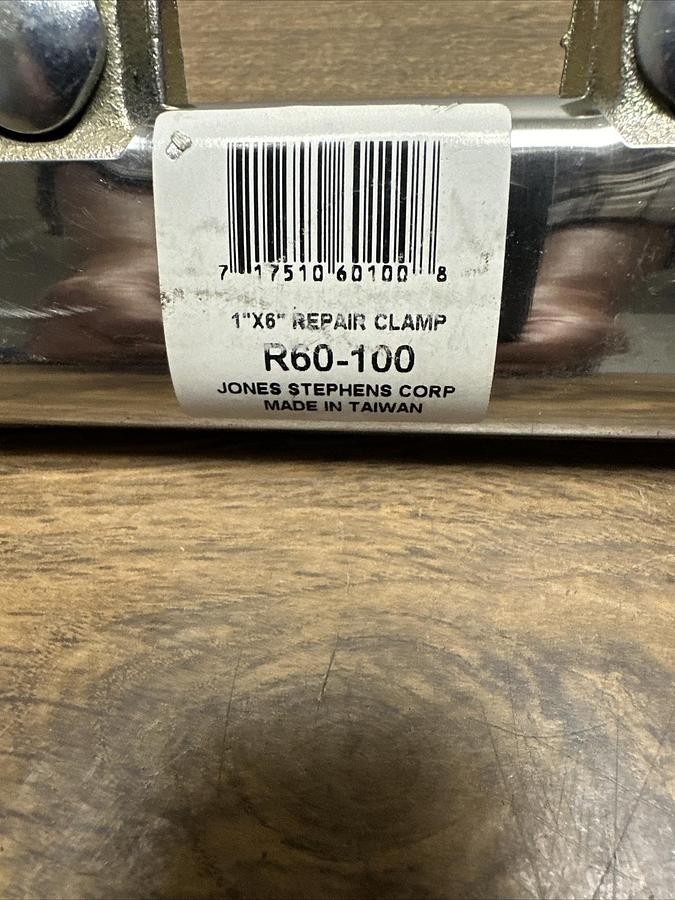 7 17510 60100 8
1"X6" REPAIR CLAMP
R60-100
JONES STEPHENS CORP
MADE IN TAIWAN